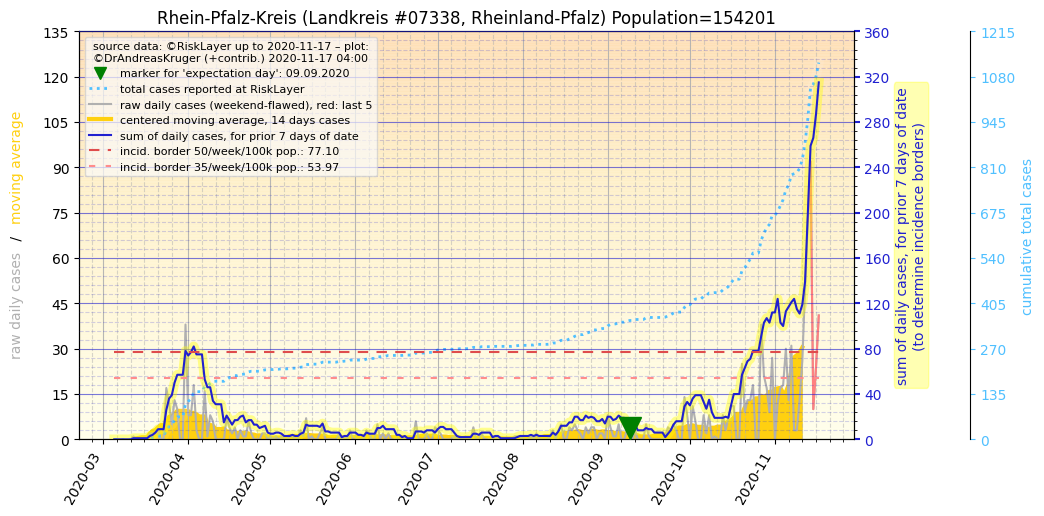 Rhein-Pfalz-Kreis (Landkreis #07338, Rheinland-Pfalz) Population=154201
source data: ©RiskLayer up to 2020-11-17 – plot:
©DrAndreasKruger (+contrib.) 2020-11-17 04:00
marker for 'expectation day': 09.09.2020
total cases reported at RiskLayer
raw daily cases (weekend-flawed), red: last 5
centered moving average, 14 days cases
sum of daily cases, for prior 7 days of date
incid. border 50/week/100k pop.: 77.10
incid. border 35/week/100k pop.: 53.97
raw daily cases / moving average
135
120
105
90
75
60
45
30
15
0
2020-03
2020-04
2020-05
2020-06
2020-07
2020-08
2020-09
2020-10
2020-11
360
320
280
240
200
160
120
80
40
0
sum of daily cases, for prior 7 days of date
(to determine incidence borders)
1215
1080
945
810
675
540
405
270
135
0
cumulative total cases